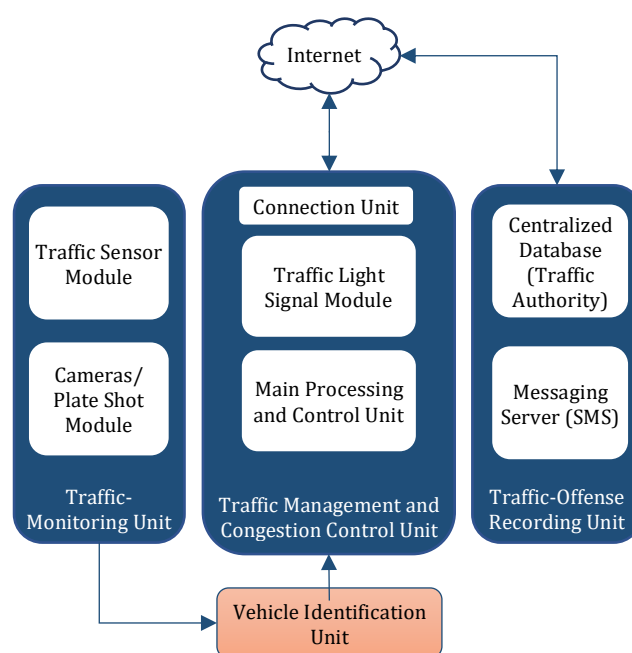 Internet
Traffic Sensor
Module
Cameras/
Plate Shot
Module
Traffic-
Monitoring Unit
Connection Unit
Traffic Light
Signal Module
Main Processing
and Control Unit
Traffic Management and
Congestion Control Unit
Centralized
Database
(Traffic
Authority)
Messaging
Server (SMS)
Traffic-Offense
Recording Unit
Vehicle Identification
Unit